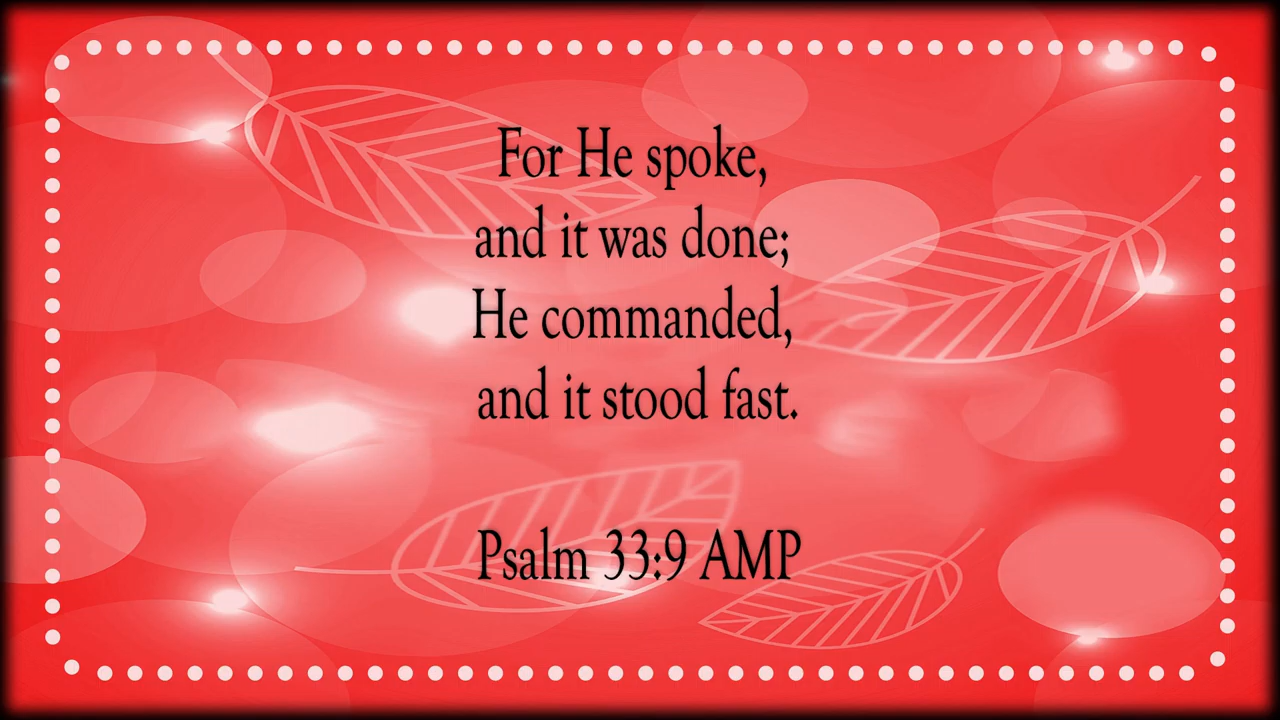 For He spoke,
and it was done;
He commanded,
and it stood fast.
Psalm 33:9 AMP